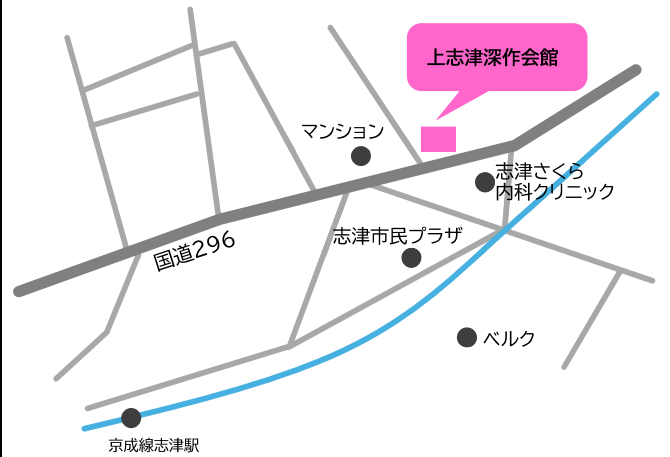 上志津深作会館
マンション
志津さくら
内科クリニック
国道296
志津市民プラザ
ベルク
京成線志津駅